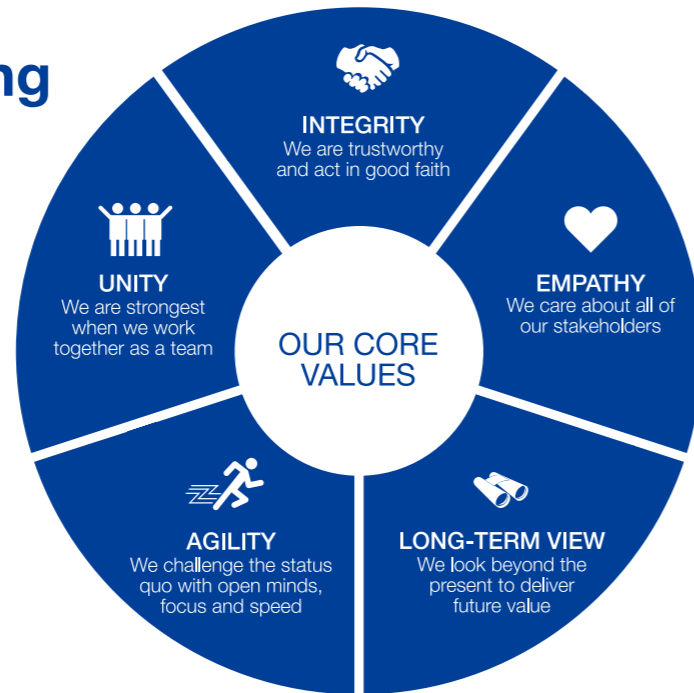 ng
INTEGRITY
We are trustworthy
and act in good faith
EMPATHY
We care about all of
our stakeholders
LONG-TERM VIEW
We look beyond the
present to deliver
future value
AGILITY
We challenge the status
quo with open minds,
focus and speed
UNITY
We are strongest
when we work
together as a team
OUR CORE
VALUES